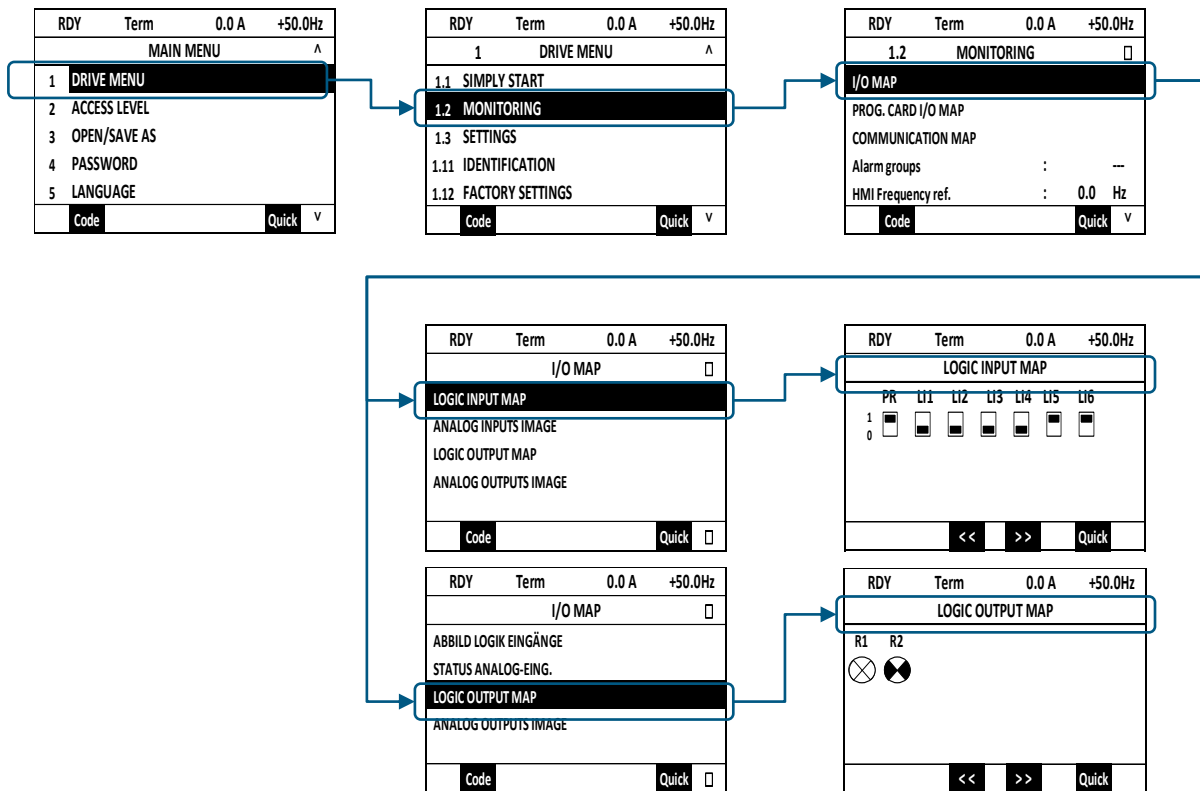 RDY Term 0.0 A +50.0Hz
MAIN MENU ^
1 DRIVE MENU
2 ACCESS LEVEL
3 OPEN/SAVE AS
4 PASSWORD
5 LANGUAGE
Code Quick v
RDY Term 0.0 A +50.0Hz
1 DRIVE MENU ^
1.1 SIMPLY START
1.2 MONITORING
1.3 SETTINGS
1.11 IDENTIFICATION
1.12 FACTORY SETTINGS
Code Quick v
RDY Term 0.0 A +50.0Hz
1.2 MONITORING
I/O MAP
PROG. CARD I/O MAP
COMMUNICATION MAP
Alarm groups : ---
HMI Frequency ref. : 0.0 Hz
Code Quick v
RDY Term 0.0 A +50.0Hz
I/O MAP
LOGIC INPUT MAP
ANALOG INPUTS IMAGE
LOGIC OUTPUT MAP
ANALOG OUTPUTS IMAGE
Code Quick
RDY Term 0.0 A +50.0Hz
LOGIC INPUT MAP
PR LI1 LI2 LI3 LI4 LI5 LI6
1
0
<< >> Quick
RDY Term 0.0 A +50.0Hz
I/O MAP
ABBILD LOGIK EINGÄNGE
STATUS ANALOG-EING.
LOGIC OUTPUT MAP
ANALOG OUTPUTS IMAGE
Code Quick
RDY Term 0.0 A +50.0Hz
LOGIC OUTPUT MAP
R1 R2
<< >> Quick